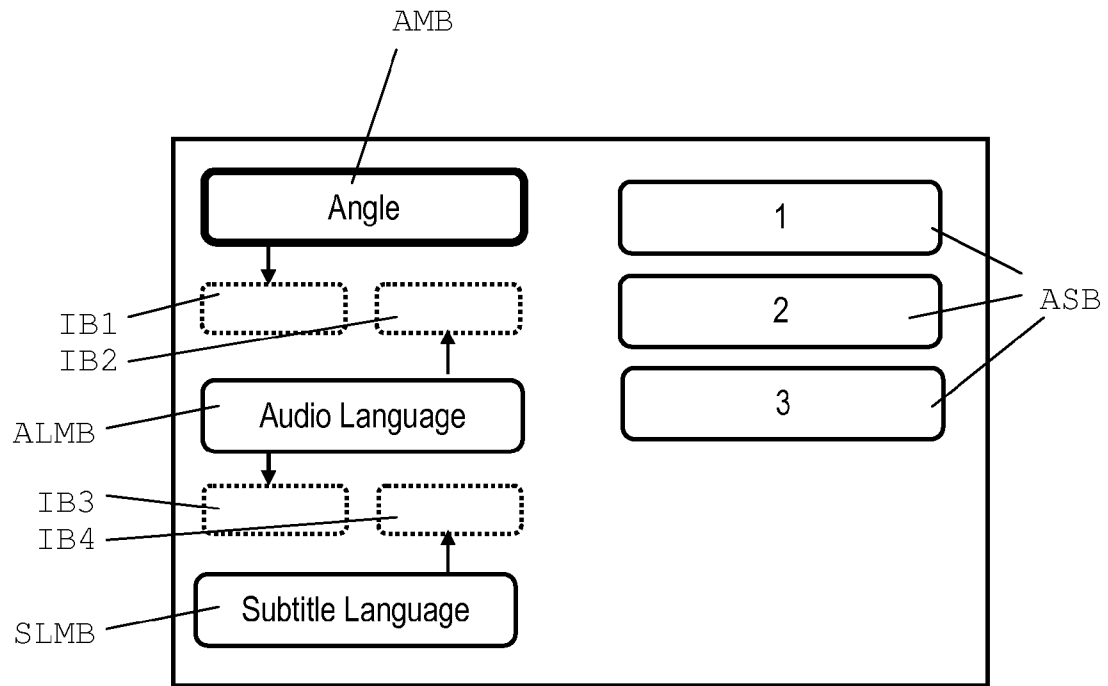 AMB
Angle
1
IB1
IB2
2
ASB
ALMB
Audio Language
3
IB3
IB4
SLMB
Subtitle Language